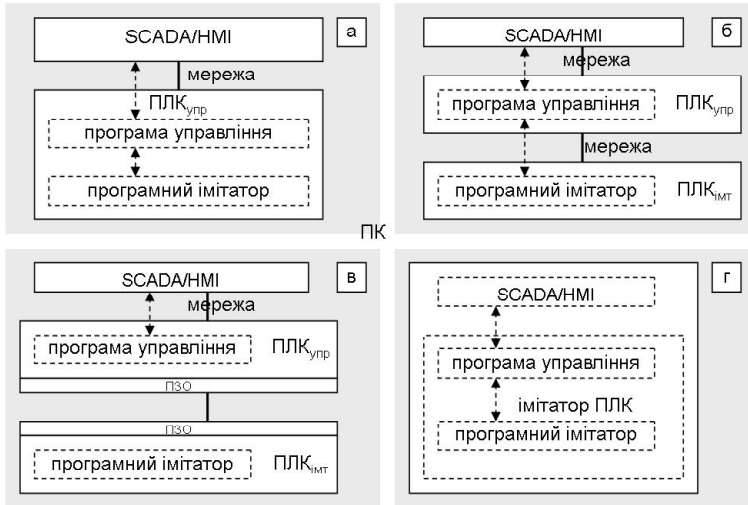 SCADA/HMI
а
мережа
ПЛКупр
програма управління
програмний імітатор
SCADA/HMI
б
мережа
програма управління
ПЛКупр
мережа
програмний імітатор
ПЛКімт
ПК
SCADA/HMI
в
мережа
програма управління
ПЛКупр
ПЗО
ПЗО
програмний імітатор
ПЛКімт
г
SCADA/HMI
програма управління
імітатор ПЛК
програмний імітатор